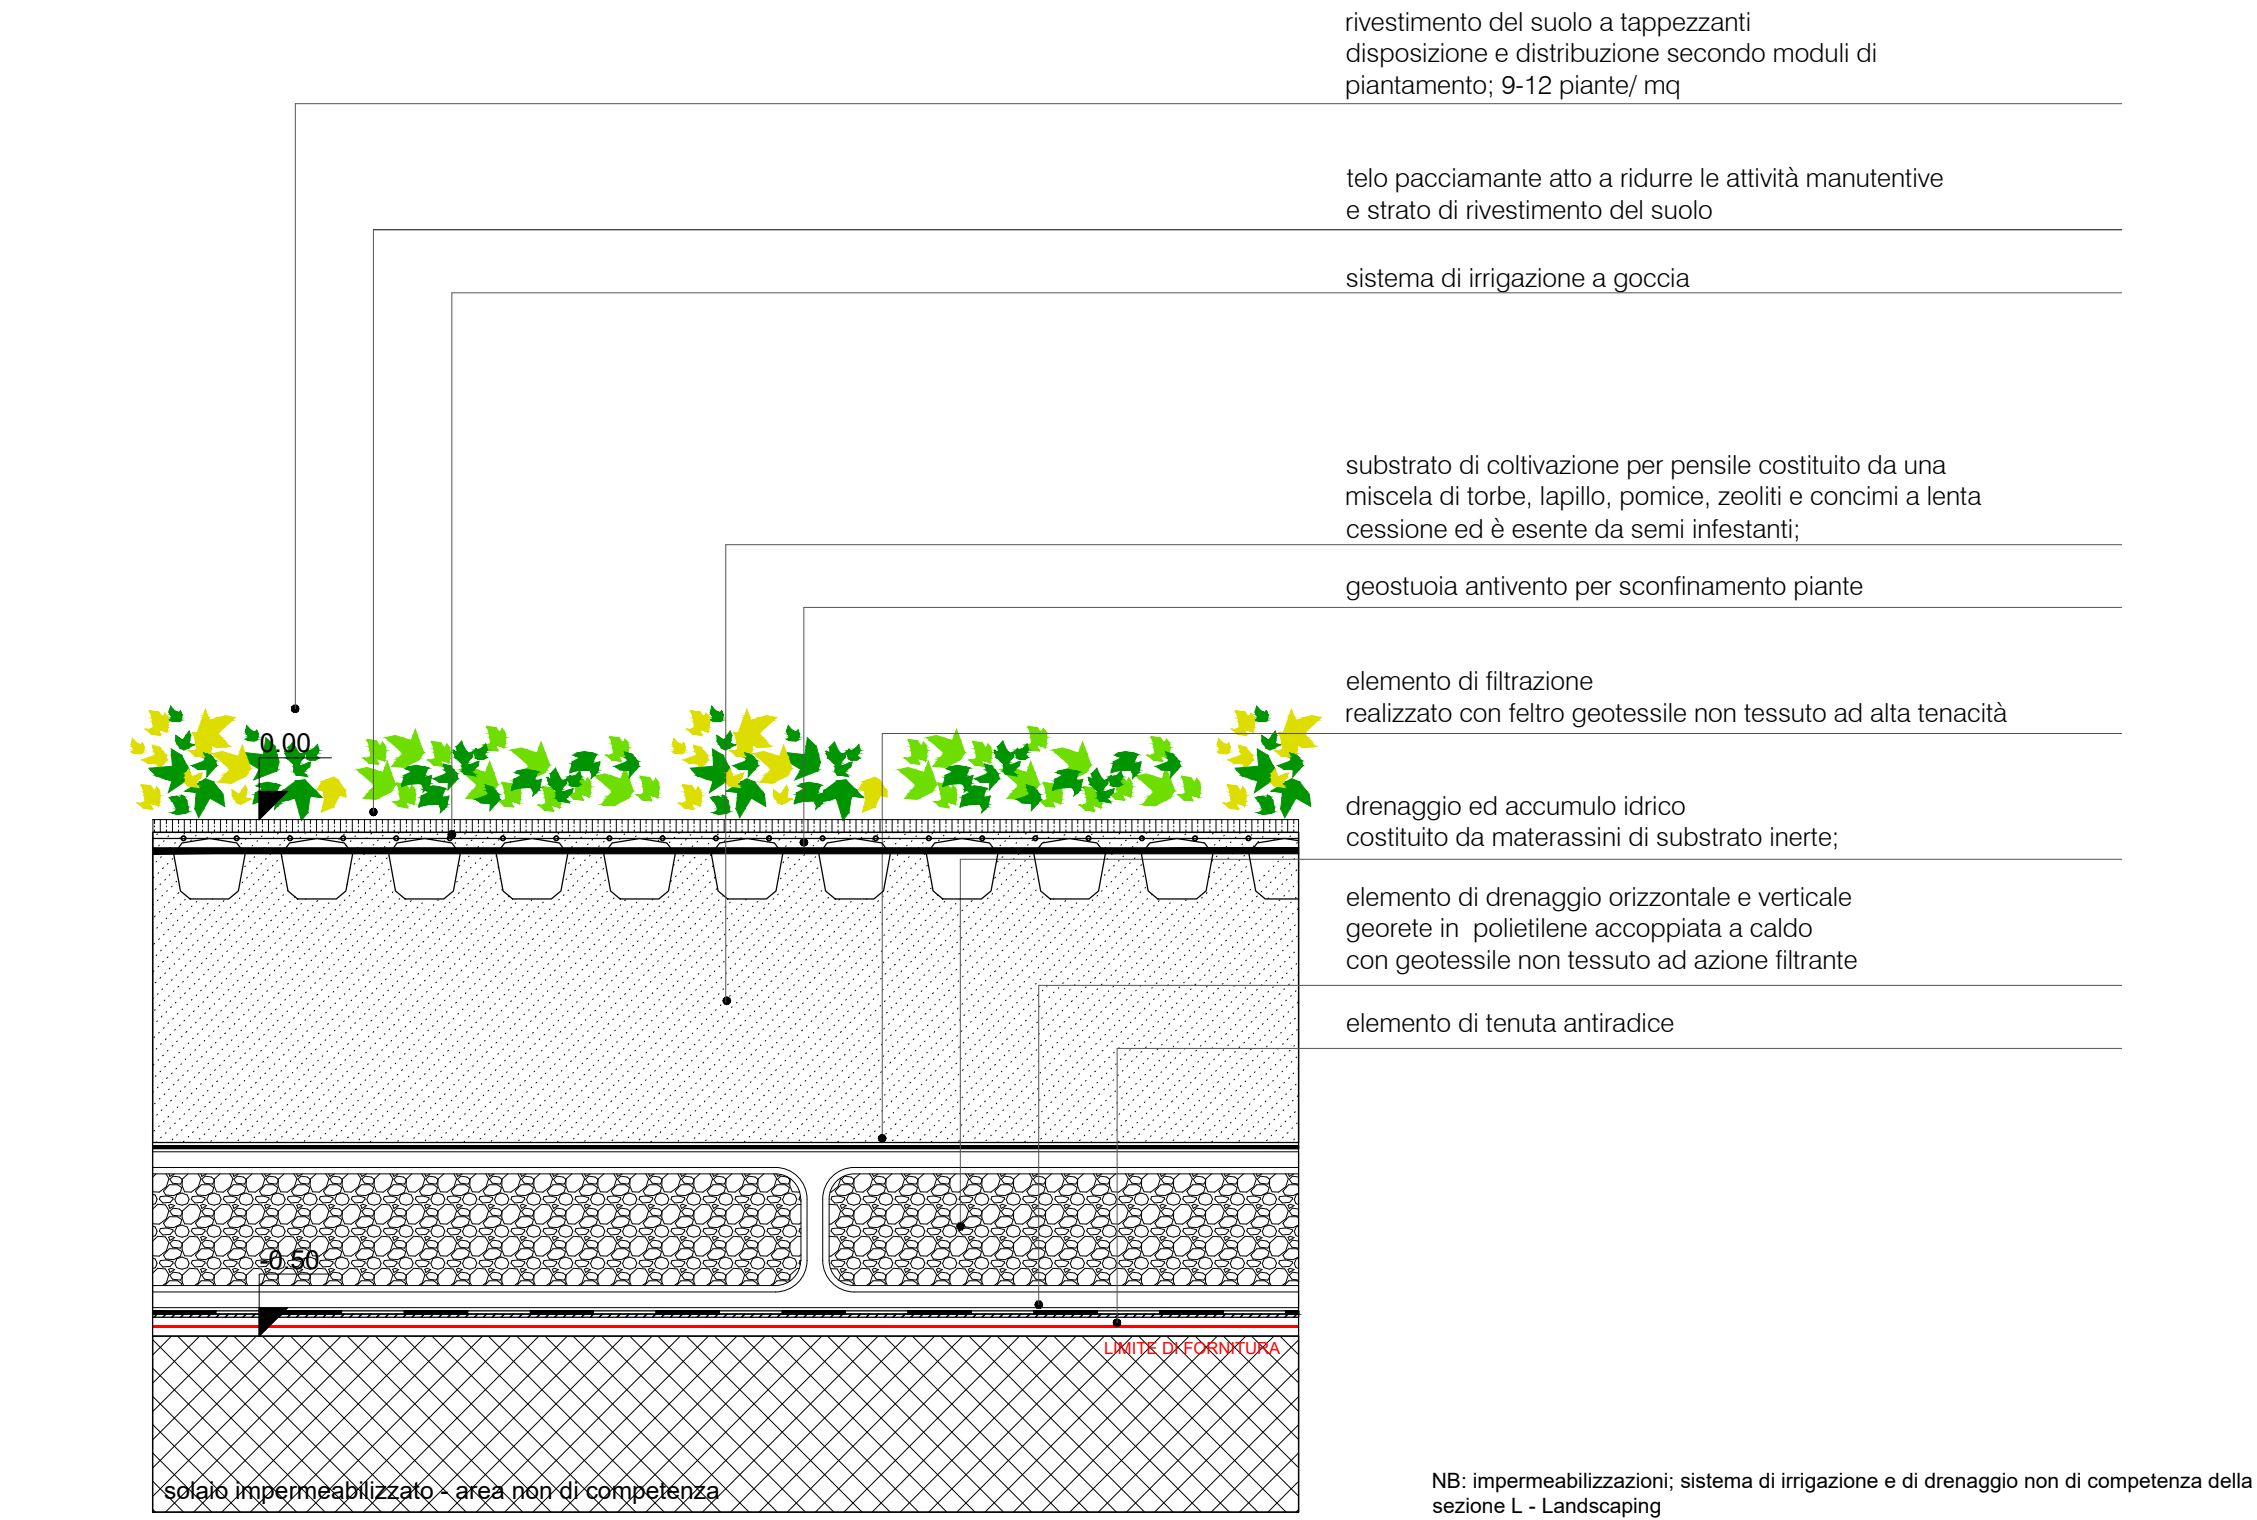 rivestimento del suolo a tappezzanti
disposizione e distribuzione secondo moduli di
piantamento; 9-12 piante/ mq
telo pacciamante atto a ridurre le attività manutentive
e strato di rivestimento del suolo
sistema di irrigazione a goccia
substrato di coltivazione per pensile costituito da una
miscela di torbe, lapillo, pomice, zeoliti e concimi a lenta
cessione ed è esente da semi infestanti;
geostuoia antivento per sconfinamento piante
elemento di filtrazione
realizzato con feltro geotessile non tessuto ad alta tenacità
0.00
drenaggio ed accumulo idrico
costituito da materassini di substrato inerte;
elemento di drenaggio orizzontale e verticale
georete in  polietilene accoppiata a caldo
con geotessile non tessuto ad azione filtrante
elemento di tenuta antiradice
-0.50
LIMITE DI FORNITURA
solaio impermeabilizzato - area non di competenza
NB: impermeabilizzazioni; sistema di irrigazione e di drenaggio non di competenza della
sezione L - Landscaping